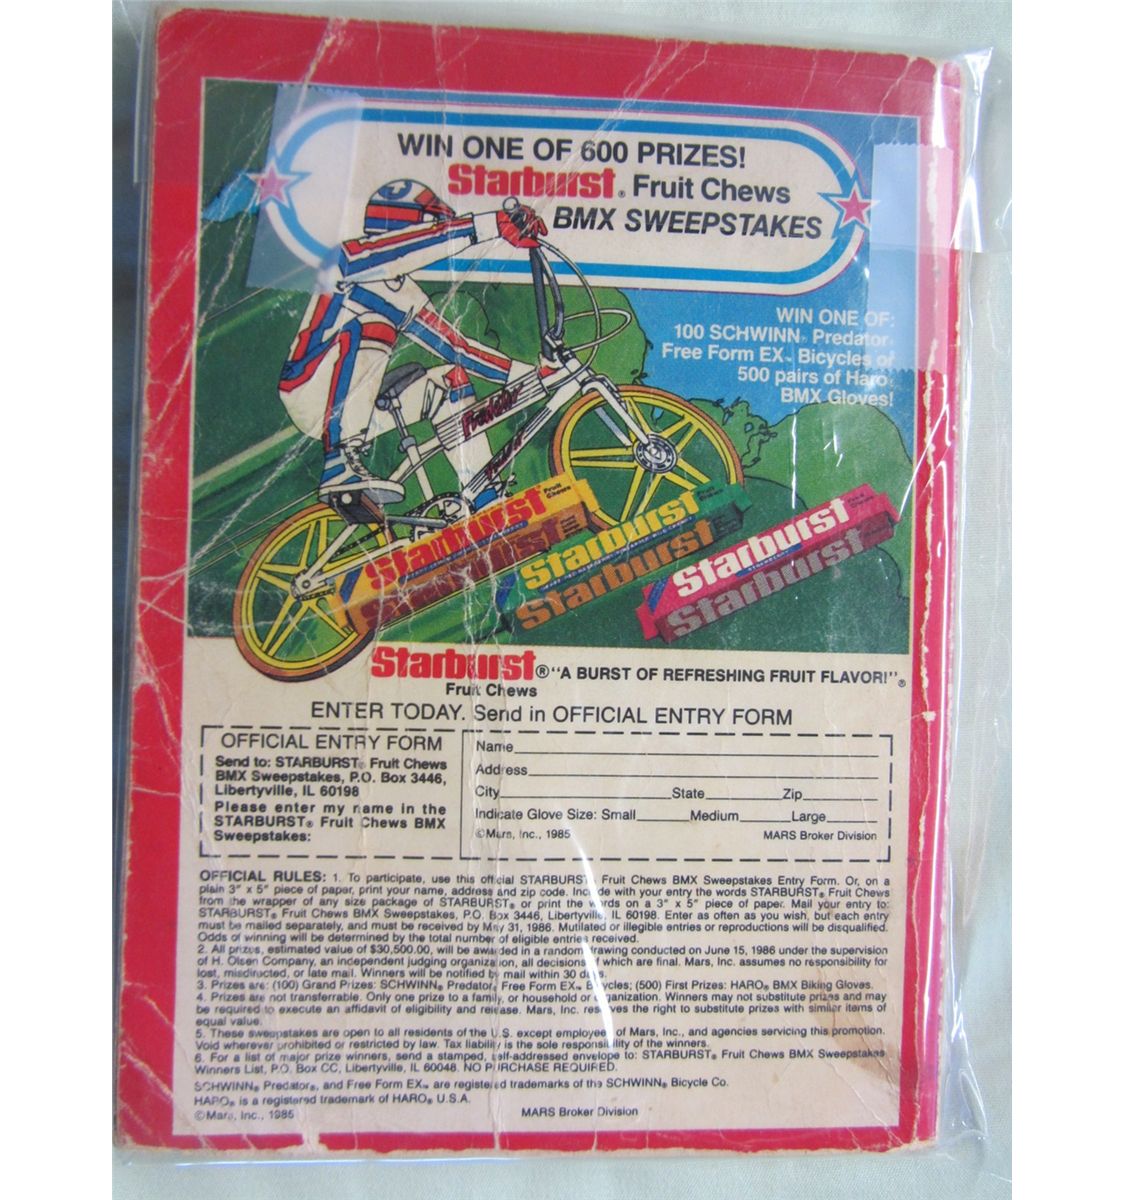 WIN ONE OF 600 PRIZES!
Starburst® Fruit Chews
BMX SWEEPSTAKES
WIN ONE OF:
100 SCHWINN® Predator®
Free Form EX™ Bicycles or
500 pairs of Haro®
BMX Gloves!
Predator
Starburst Fruit Chews
Starburst
Starburst Fruit Chews
Starburst
Starburst Fruit Chews
Starburst
Starburst® "A BURST OF REFRESHING FRUIT FLAVOR!"®
Fruit Chews
ENTER TODAY. Send in OFFICIAL ENTRY FORM
OFFICIAL ENTRY FORM
Send to: STARBURST® Fruit Chews
BMX Sweepstakes, P.O. Box 3446,
Libertyville, IL 60198
Please enter my name in the
STARBURST® Fruit Chews BMX
Sweepstakes:
Name
Address
City State Zip
Indicate Glove Size: Small Medium Large
©Mars, Inc., 1985 MARS Broker Division
OFFICIAL RULES: 1. To participate, use this official STARBURST® Fruit Chews BMX Sweepstakes Entry Form. Or, on a
plain 3" x 5" piece of paper, print your name, address and zip code. Include with your entry the words STARBURST® Fruit Chews
from the wrapper of any size package of STARBURST® or print the words on a 3" x 5" piece of paper. Mail your entry to:
STARBURST® Fruit Chews BMX Sweepstakes, P.O. Box 3446, Libertyville, IL 60198. Enter as often as you wish, but each entry
must be mailed separately, and must be received by May 31, 1986. Mutilated or illegible entries or reproductions will be disqualified.
Odds of winning will be determined by the total number of eligible entries received.
2. All prizes, estimated value of $30,500.00, will be awarded in a random drawing conducted on June 15, 1986 under the supervision
of H. Olsen Company, an independent judging organization, all decisions of which are final. Mars, Inc. assumes no responsibility for
lost, misdirected, or late mail. Winners will be notified by mail within 30 days.
3. Prizes are: (100) Grand Prizes: SCHWINN® Predator® Free Form EX™ Bicycles; (500) First Prizes: HARO® BMX Biking Gloves.
4. Prizes are not transferrable. Only one prize to a family, or household or organization. Winners may not substitute prizes and may
be required to execute an affidavit of eligibility and release. Mars, Inc. reserves the right to substitute prizes with similar items of
equal value.
5. These sweepstakes are open to all residents of the U.S. except employees of Mars, Inc., and agencies servicing this promotion.
Void wherever prohibited or restricted by law. Tax liability is the sole responsibility of the winners.
6. For a list of major prize winners, send a stamped, self-addressed envelope to: STARBURST® Fruit Chews BMX Sweepstakes
Winners List, P.O. Box CC, Libertyville, IL 60048. NO PURCHASE REQUIRED.
SCHWINN® Predator®, and Free Form EX™ are registered trademarks of the SCHWINN® Bicycle Co.
HARO® is a registered trademark of HARO® U.S.A.
©Mars, Inc., 1985 MARS Broker Division